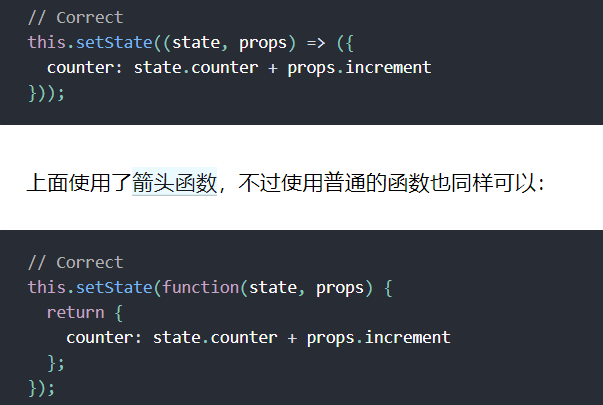 // Correct
this.setState((state, props) => ({
  counter: state.counter + props.increment
}));
上面使用了箭头函数，不过使用普通的函数也同样可以：
// Correct
this.setState(function(state, props) {
  return {
    counter: state.counter + props.increment
  };
});